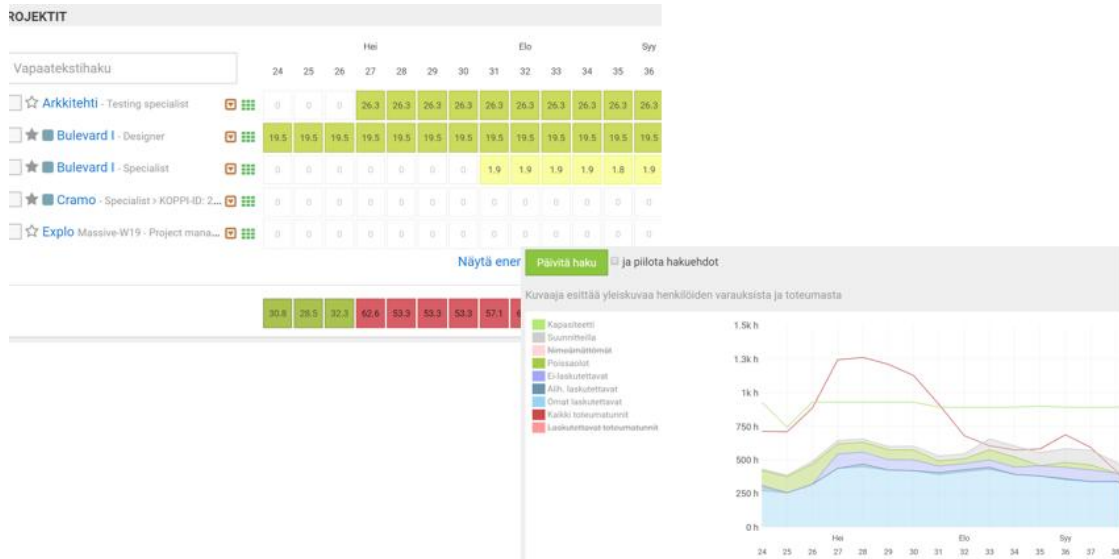 ROJEKTIT
Hei Elo Syy
Vapaatekstihaku
24 25 26 27 28 29 30 31 32 33 34 35 36
Arkkitehti - Testing specialist 0 0 0 26.3 26.3 26.3 26.3 26.3 26.3 26.3 26.3 26.3 26.3
Bulevard I - Designer 19.5 19.5 19.5 19.5 19.5 19.5 19.5 19.5 19.5 19.5 19.5 19.5 19.5
Bulevard I - Specialist 0 0 0 0 0 0 0 1.9 1.9 1.9 1.9 1.8 1.9
Cramo - Specialist > KOPPI-ID: 2... 0 0 0 0 0 0 0 0 0 0 0 0 0
Explo Massive-W19 - Project mana... 0 0 0 0 0 0 0 0 0 0 0 0 0
Näytä ener
30.8 28.5 32.3 62.6 53.3 53.3 53.3 57.1 6
Päivitä haku ja piilota hakuehdot
Kuvaaja esittää yleiskuvaa henkilöiden varauksista ja toteumasta
Kapasiteetti
Suunnitteilla
Nimeämättömät
Poissaolot
Ei-laskutettavat
Alih. laskutettavat
Omat laskutettavat
Kaikki toteumatunnit
Laskutettavat toteumatunnit
1.5k h
1.3k h
1k h
750 h
500 h
250 h
0 h
Hei Elo Syy
24 25 26 27 28 29 30 31 32 33 34 35 36 37 38